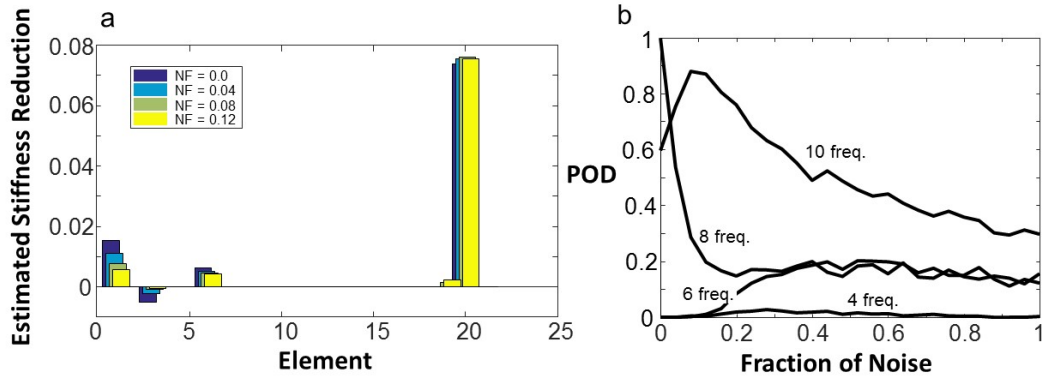 a
Estimated Stiffness Reduction
0.08
0.06
0.04
0.02
0
NF = 0.0
NF = 0.04
NF = 0.08
NF = 0.12
0
5
10
15
20
25
Element
b
POD
1
0.8
0.6
0.4
0.2
0
10 freq.
8 freq.
6 freq.
4 freq.
0
0.2
0.4
0.6
0.8
1
Fraction of Noise